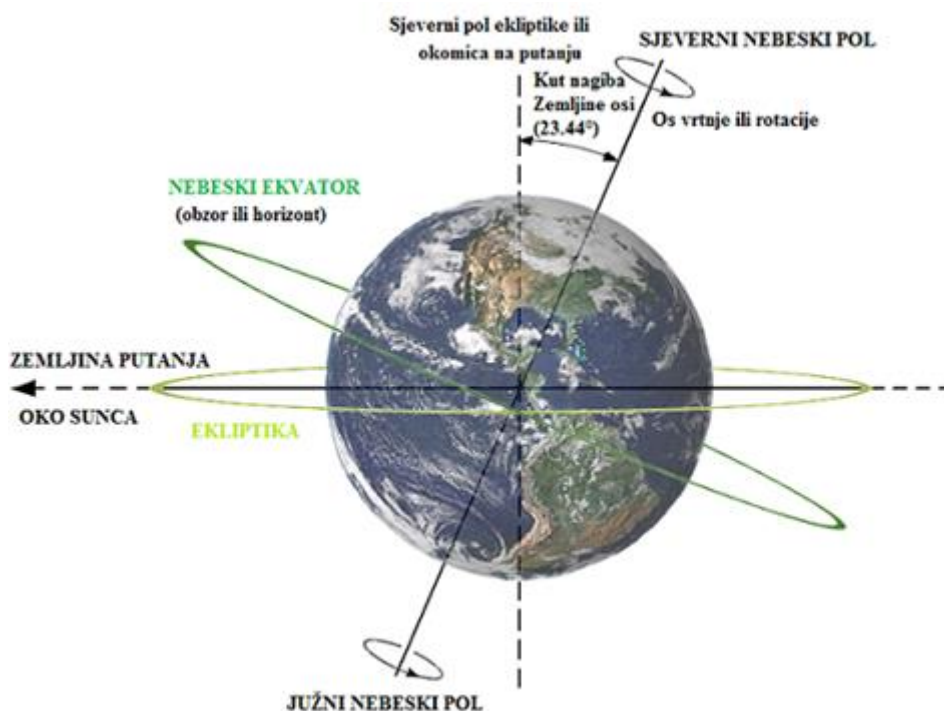 Sjeverni pol ekliptike ili
okomica na putanju
SJEVERNI NEBESKI POL
Kut nagiba
Zemljine osi
(23.44°)
Os vrtnje ili rotacije
NEBESKI EKVATOR
(obzor ili horizont)
ZEMLJINA PUTANJA
OKO SUNCA
EKLIPTIKA
JUŽNI NEBESKI POL